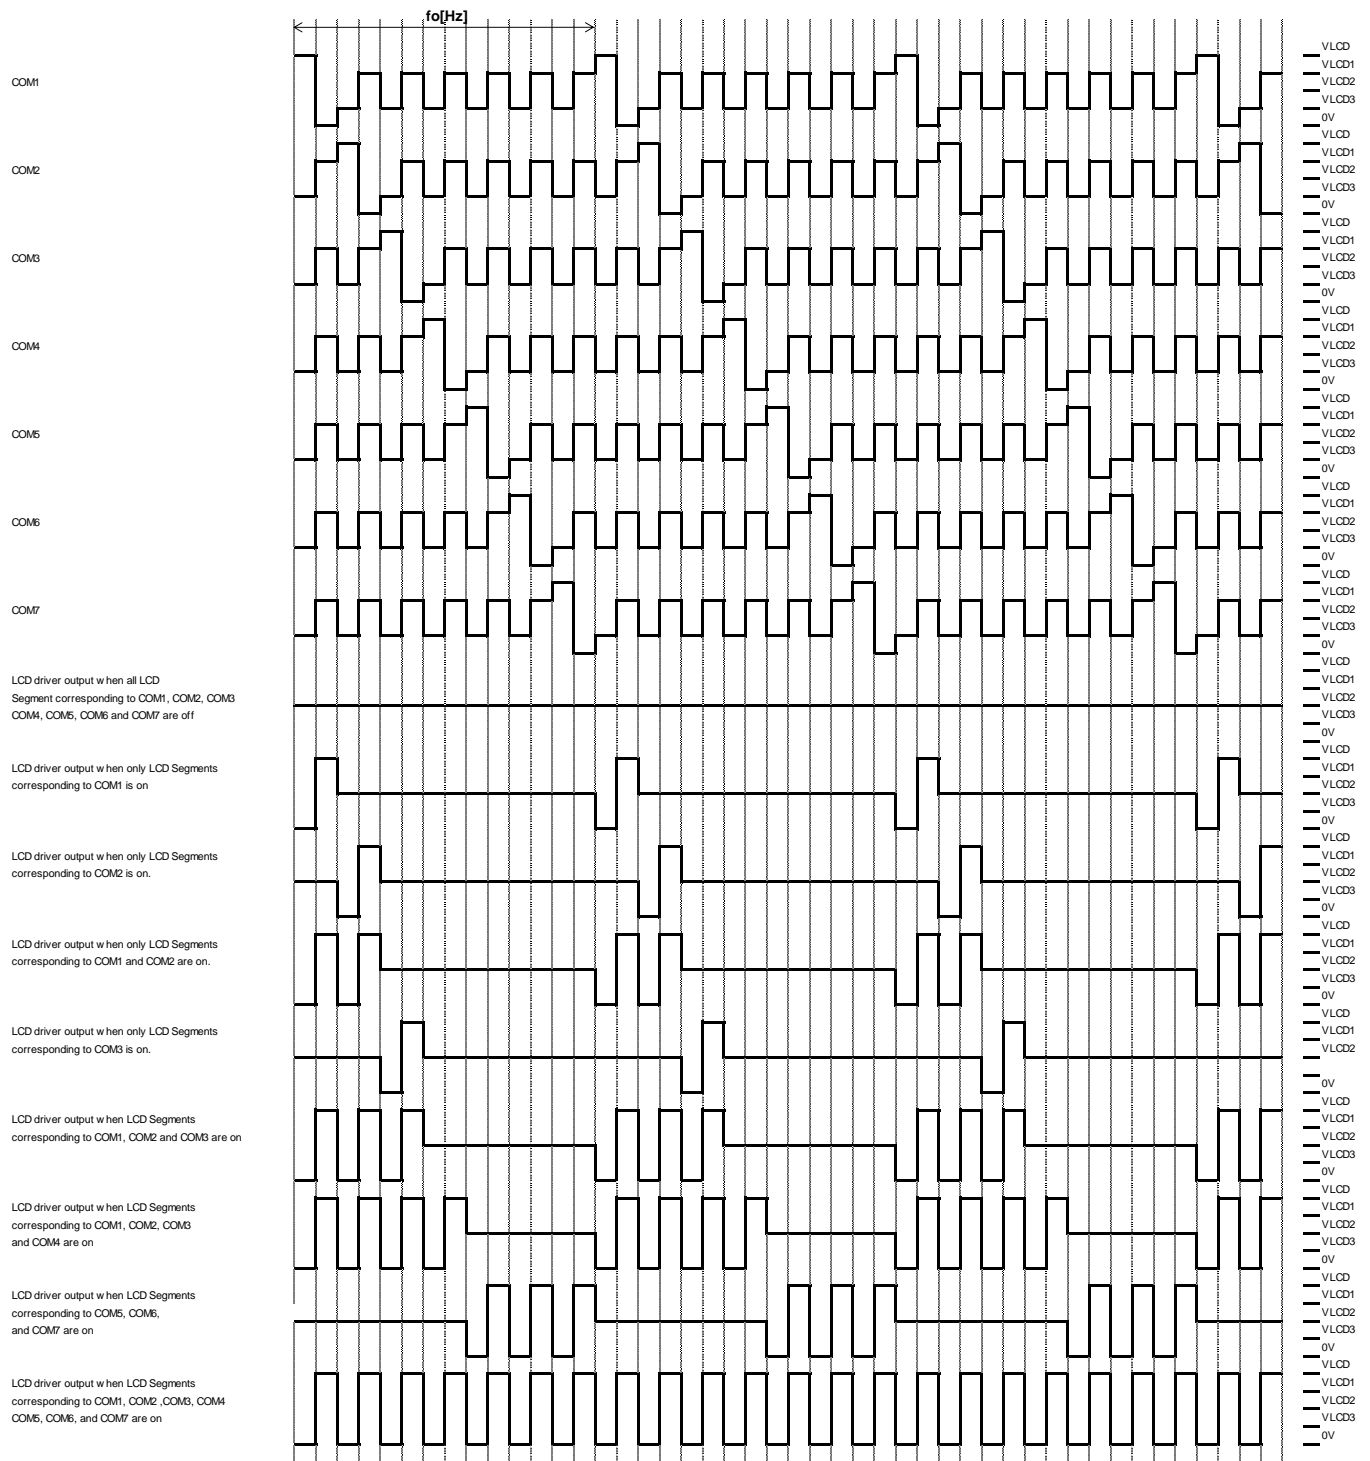 fo[Hz]
VLCD
VLCD1
COM1
VLCD2
VLCD3
0V
VLCD
VLCD1
COM2
VLCD2
VLCD3
0V
VLCD
VLCD1
COM3
VLCD2
VLCD3
0V
VLCD
VLCD1
COM4
VLCD2
VLCD3
0V
VLCD
VLCD1
COM5
VLCD2
VLCD3
0V
VLCD
VLCD1
COM6
VLCD2
VLCD3
0V
VLCD
VLCD1
COM7
VLCD2
VLCD3
0V
VLCD
LCD driver output when all LCD
VLCD1
Segment corresponding to COM1, COM2, COM3
VLCD2
COM4, COM5, COM6 and COM7 are off
VLCD3
0V
VLCD
LCD driver output when only LCD Segments
VLCD1
corresponding to COM1 is on
VLCD2
VLCD3
0V
VLCD
LCD driver output when only LCD Segments
VLCD1
corresponding to COM2 is on.
VLCD2
VLCD3
0V
VLCD
LCD driver output when only LCD Segments
VLCD1
corresponding to COM1 and COM2 are on.
VLCD2
VLCD3
0V
VLCD
LCD driver output when only LCD Segments
VLCD1
corresponding to COM3 is on.
VLCD2
0V
VLCD
LCD driver output when LCD Segments
VLCD1
corresponding to COM1, COM2 and COM3 are on
VLCD2
VLCD3
0V
VLCD
LCD driver output when LCD Segments
VLCD1
corresponding to COM1, COM2, COM3
VLCD2
and COM4 are on
VLCD3
0V
VLCD
LCD driver output when LCD Segments
VLCD1
corresponding to COM5, COM6,
VLCD2
and COM7 are on
VLCD3
0V
VLCD
LCD driver output when LCD Segments
VLCD1
corresponding to COM1, COM2 ,COM3, COM4
VLCD2
COM5, COM6, and COM7 are on
VLCD3
0V